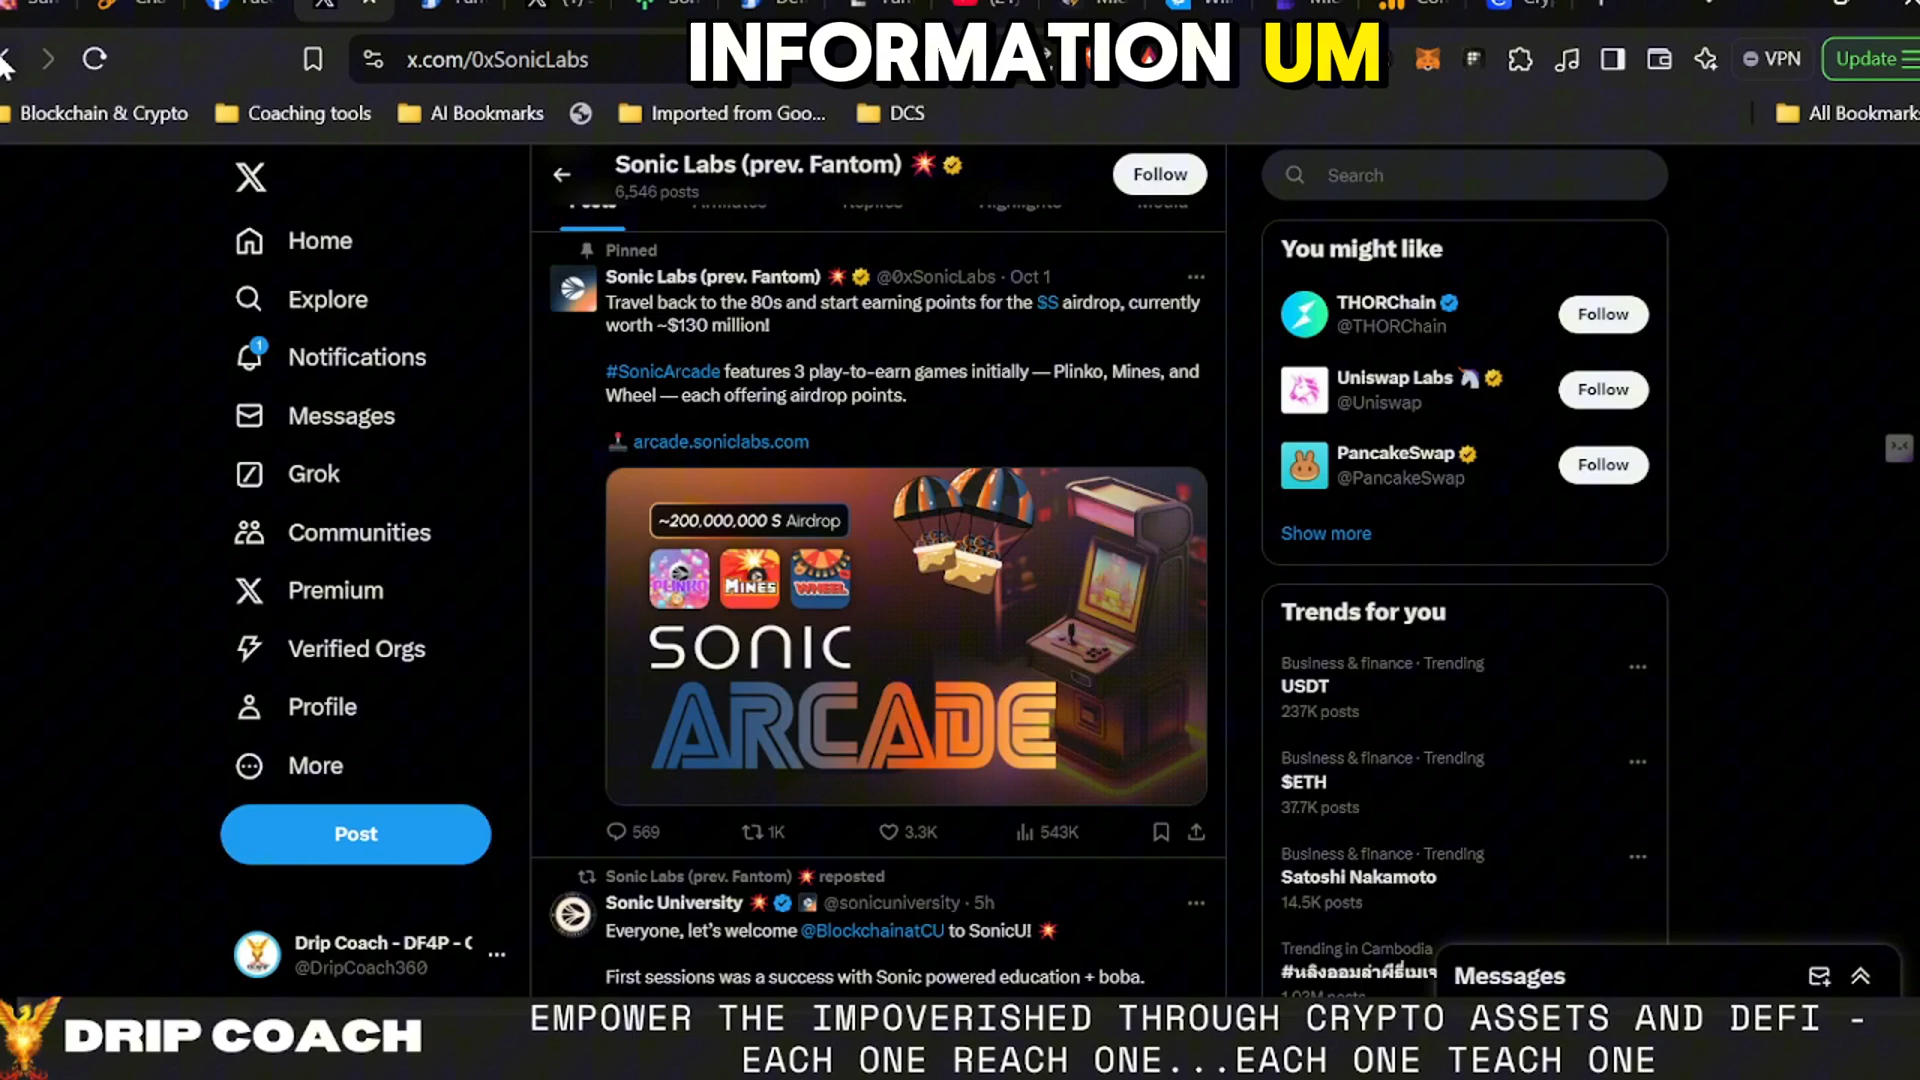 INFORMATION UM
x.com/0xSonicLabs
VPN
Update
Blockchain & Crypto
Coaching tools
AI Bookmarks
Imported from Goo...
DCS
All Bookmarks
Home
Explore
1
Notifications
Messages
Grok
Communities
Premium
Verified Orgs
Profile
More
Post
Drip Coach - DF4P - C
@DripCoach360
Sonic Labs (prev. Fantom)
6,546 posts
Follow
Posts Affiliates Replies Highlights Media
Pinned
Sonic Labs (prev. Fantom) @0xSonicLabs · Oct 1
Travel back to the 80s and start earning points for the $S airdrop, currently
worth ~$130 million!
#SonicArcade features 3 play-to-earn games initially — Plinko, Mines, and
Wheel — each offering airdrop points.
arcade.soniclabs.com
~200,000,000 S Airdrop
PLINKO MINES WHEEL
SONIC
ARCADE
569 1K 3.3K 543K
Sonic Labs (prev. Fantom) reposted
Sonic University @sonicuniversity · 5h
Everyone, let's welcome @BlockchainatCU to SonicU!
First sessions was a success with Sonic powered education + boba.
Search
You might like
THORChain
@THORChain
Follow
Uniswap Labs
@Uniswap
Follow
PancakeSwap
@PancakeSwap
Follow
Show more
Trends for you
Business & finance · Trending
USDT
237K posts
Business & finance · Trending
$ETH
37.7K posts
Business & finance · Trending
Satoshi Nakamoto
14.5K posts
Trending in Cambodia
Messages
DRIP COACH
EMPOWER THE IMPOVERISHED THROUGH CRYPTO ASSETS AND DEFI -
EACH ONE REACH ONE...EACH ONE TEACH ONE